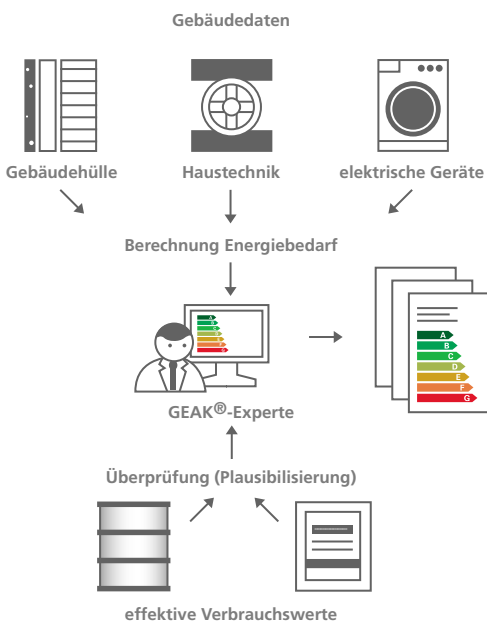 Gebäudedaten
Gebäudehülle Haustechnik elektrische Geräte
Berechnung Energiebedarf
A
B
C
D
E
F
G
A
B
C
D
E
F
G
GEAK®-Experte
Überprüfung (Plausibilisierung)
effektive Verbrauchswerte